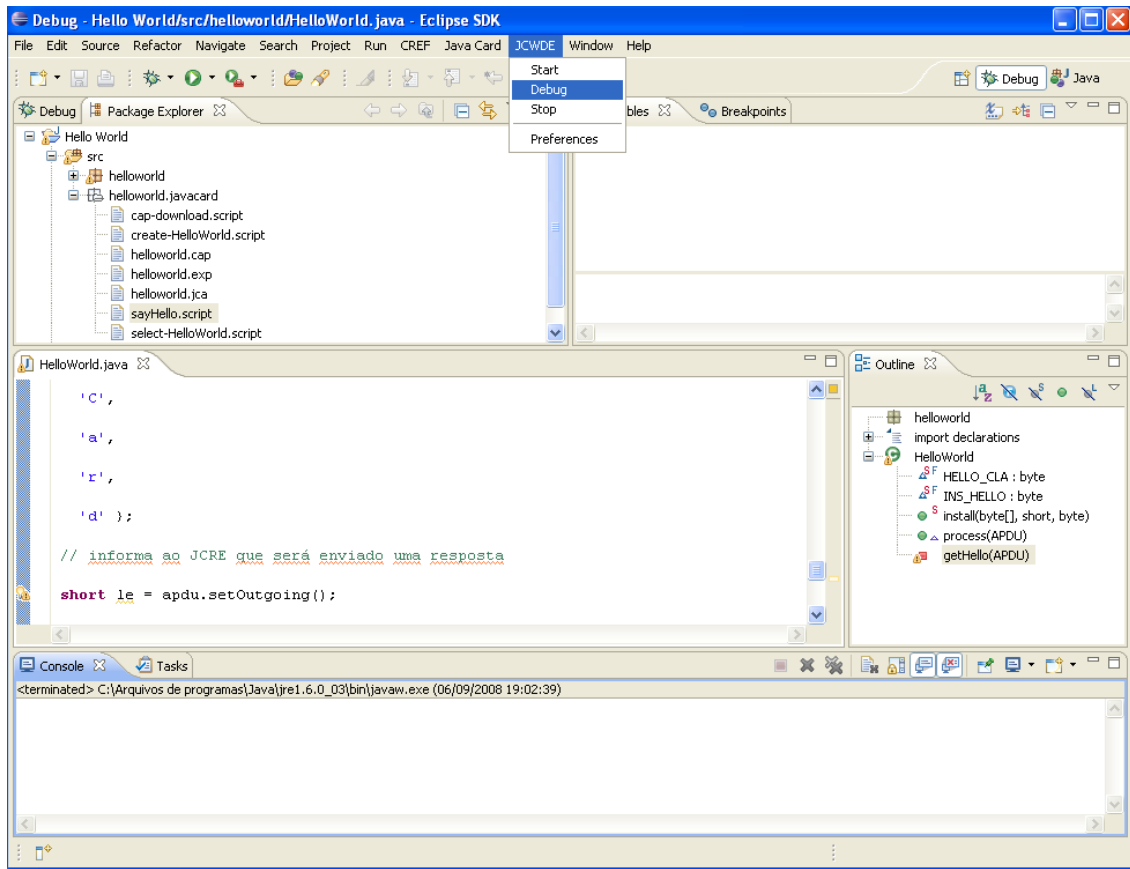 Debug - Hello World/src/helloworld/HelloWorld.java - Eclipse SDK
File Edit Source Refactor Navigate Search Project Run CREF Java Card JCWDE Window Help
Start
Debug
Stop
Preferences
Debug Java
Debug Package Explorer
bles Breakpoints
Hello World
src
helloworld
helloworld.javacard
cap-download.script
create-HelloWorld.script
helloworld.cap
helloworld.exp
helloworld.jca
sayHello.script
select-HelloWorld.script
HelloWorld.java
'C',
'a',
'r',
'd' };
// informa ao JCRE que será enviado uma resposta
short le = apdu.setOutgoing();
Outline
helloworld
import declarations
HelloWorld
HELLO_CLA : byte
INS_HELLO : byte
install(byte[], short, byte)
process(APDU)
getHello(APDU)
Console Tasks
<terminated> C:\Arquivos de programas\Java\jre1.6.0_03\bin\javaw.exe (06/09/2008 19:02:39)